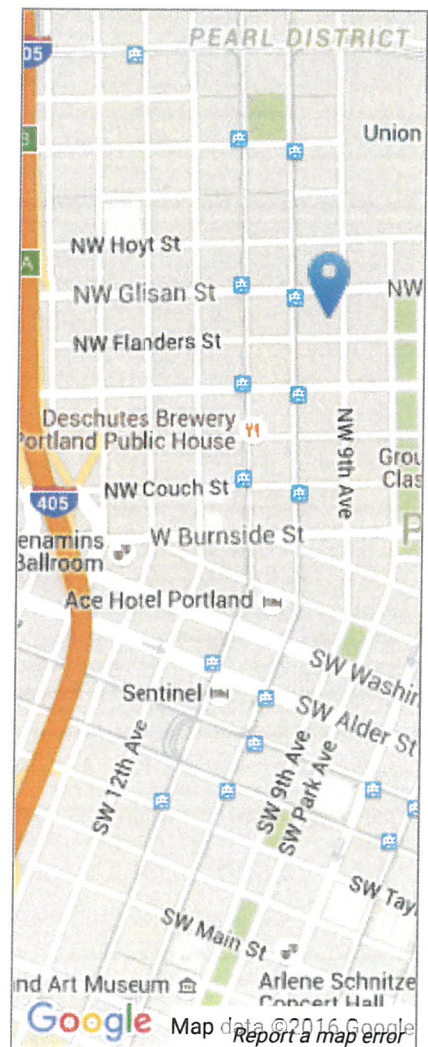 PEARL DISTRICT
05
B
Union
A
NW Hoyt St
NW Glisan St
NW
NW Flanders St
Deschutes Brewery
Portland Public House
NW 9th Ave
Grou
Clas
NW Couch St
405
P
W Burnside St
enamins
Ballroom
Ace Hotel Portland
SW Washin
Sentinel
SW Alder St
SW 12th Ave
SW 9th Ave
SW Park Ave
SW Tay
SW Main St
nd Art Museum
Arlene Schnitze
Concert Hall
Google
Map data ©2016 Google
Report a map error